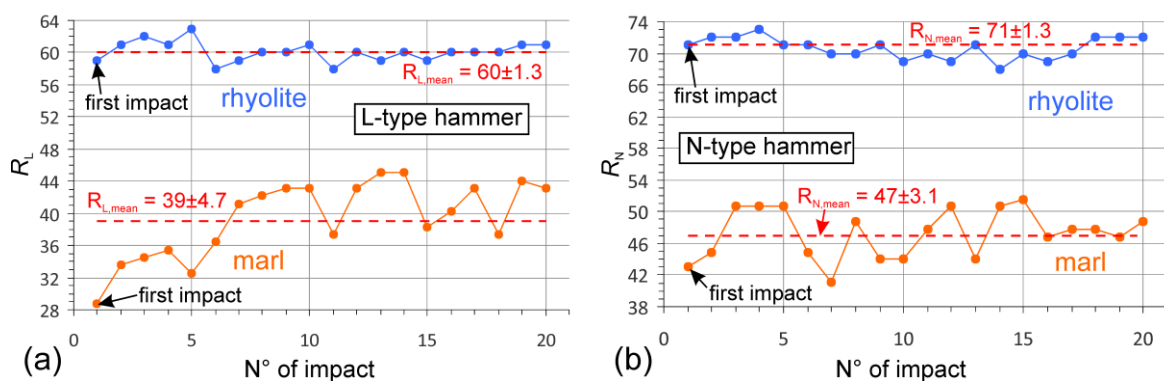 64
60
56
52
48
44
40
36
32
28
R_L
first impact
rhyolite
R_L,mean = 60±1.3
L-type hammer
R_L,mean = 39±4.7
marl
first impact
0 5 10 15 20
N° of impact
(a)
74
70
66
62
58
54
50
46
42
38
R_N
R_N,mean = 71±1.3
first impact
rhyolite
N-type hammer
R_N,mean = 47±3.1
marl
first impact
0 5 10 15 20
N° of impact
(b)